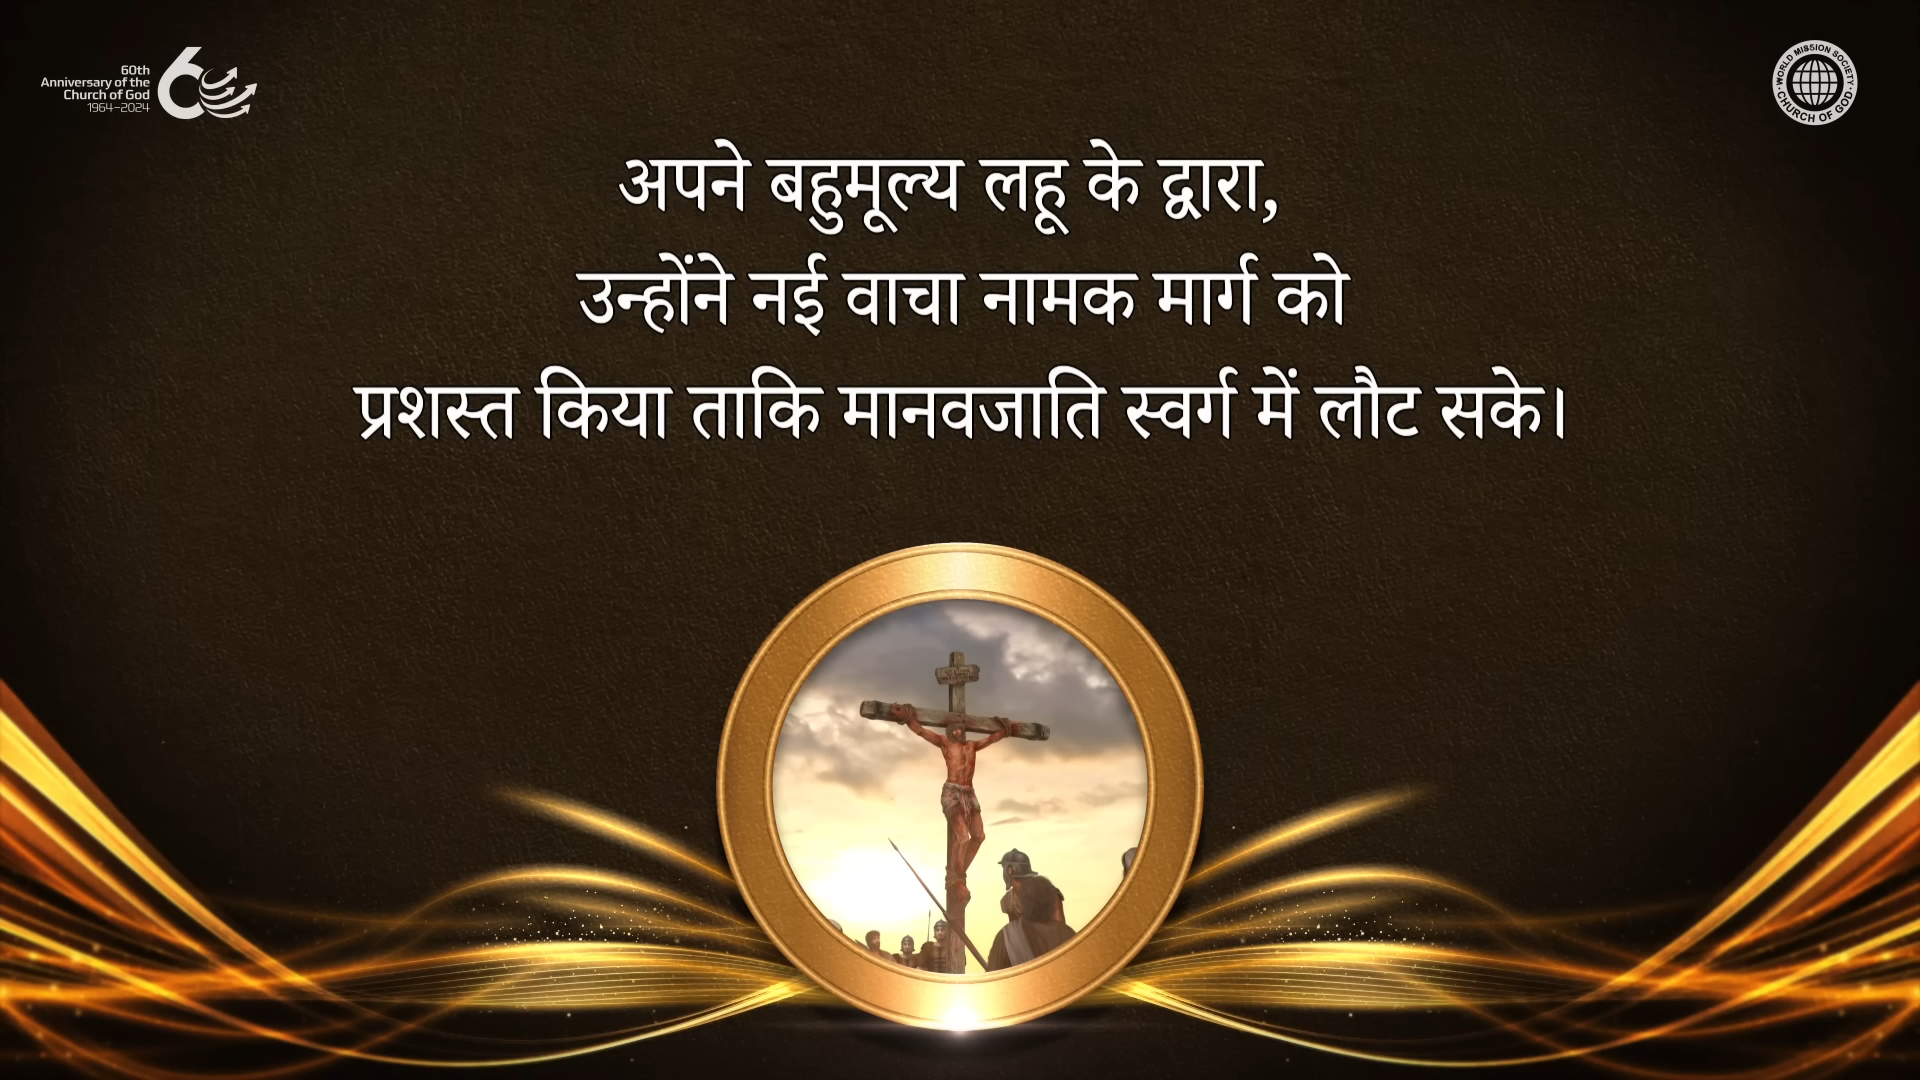 60th
Anniversary of the
Church of God
1964–2024
WORLD MISSION SOCIETY
CHURCH OF GOD
अपने बहुमूल्य लहू के द्वारा,
उन्होंने नई वाचा नामक मार्ग को
प्रशस्त किया ताकि मानवजाति स्वर्ग में लौट सके।